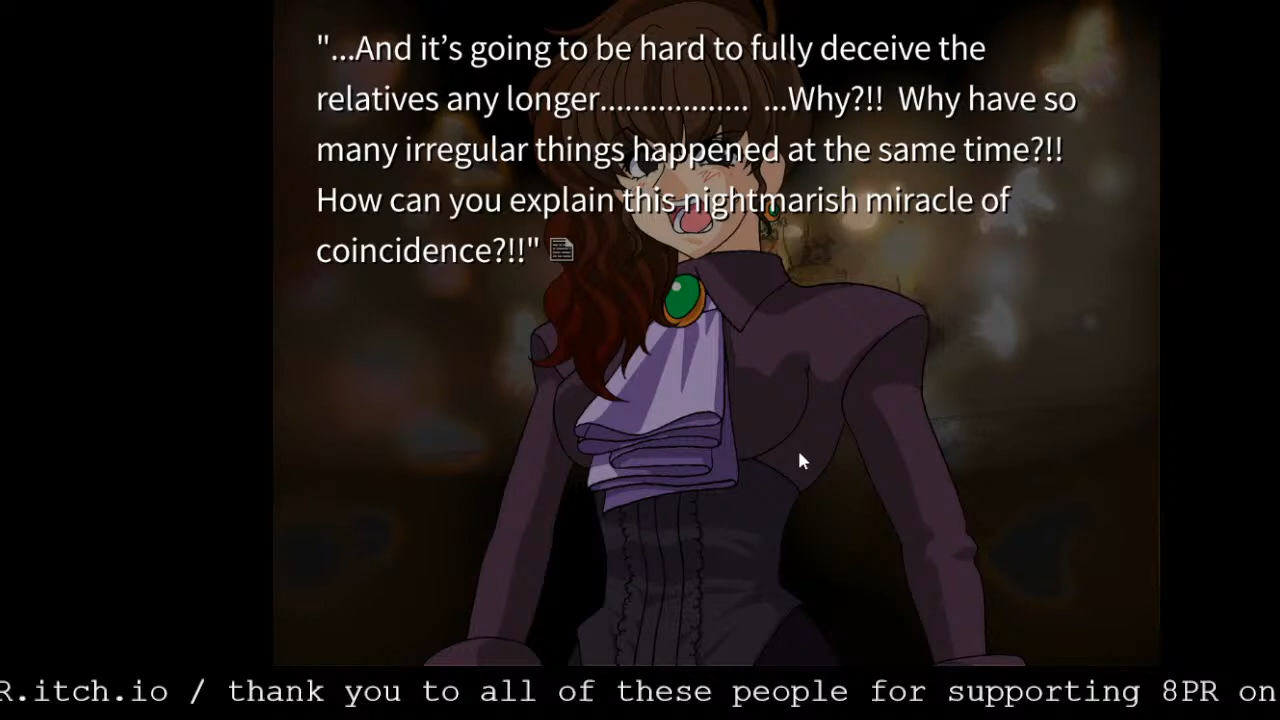 "...And it’s going to be hard to fully deceive the
relatives any longer.................. ...Why?!! Why have so
many irregular things happened at the same time?!!
How can you explain this nightmarish miracle of
coincidence?!!"
R.itch.io / thank you to all of these people for supporting 8PR on